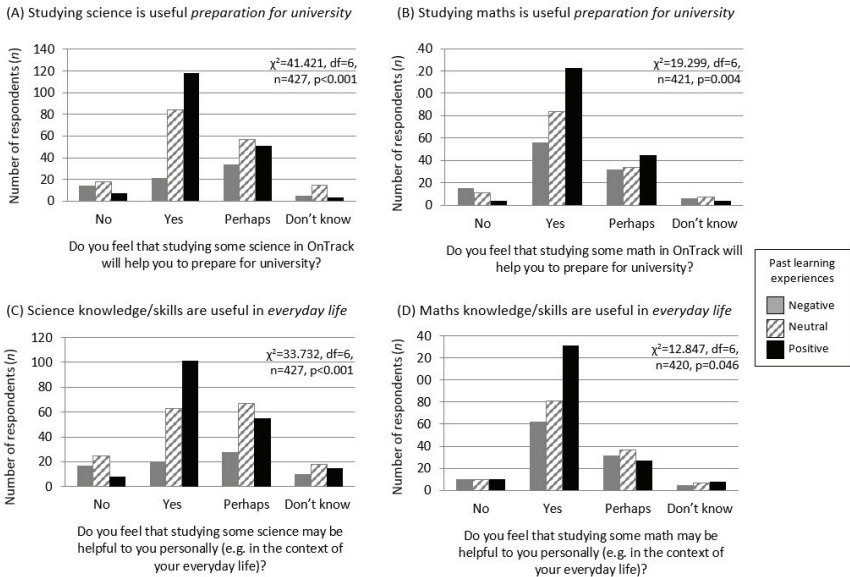 (A) Studying science is useful preparation for university
Number of respondents (n)
140
120
100
80
60
40
20
0
χ²=41.421, df=6,
n=427, p<0.001
No Yes Perhaps Don't know
Do you feel that studying some science in OnTrack
will help you to prepare for university?
(B) Studying maths is useful preparation for university
Number of respondents (n)
40
20
00
80
60
40
20
0
χ²=19.299, df=6,
n=421, p=0.004
No Yes Perhaps Don't know
Do you feel that studying some math in OnTrack will
help you to prepare for university?
Past learning
experiences
Negative
Neutral
Positive
(C) Science knowledge/skills are useful in everyday life
Number of respondents (n)
120
100
80
60
40
20
0
χ²=33.732, df=6,
n=427, p<0.001
No Yes Perhaps Don't know
Do you feel that studying some science may be
helpful to you personally (e.g. in the context of
your everyday life)?
(D) Maths knowledge/skills are useful in everyday life
Number of respondents (n)
40
20
00
80
60
40
20
0
χ²=12.847, df=6,
n=420, p=0.046
No Yes Perhaps Don't know
Do you feel that studying some math may be
helpful to you personally (e.g. in the context of
your everyday life)?